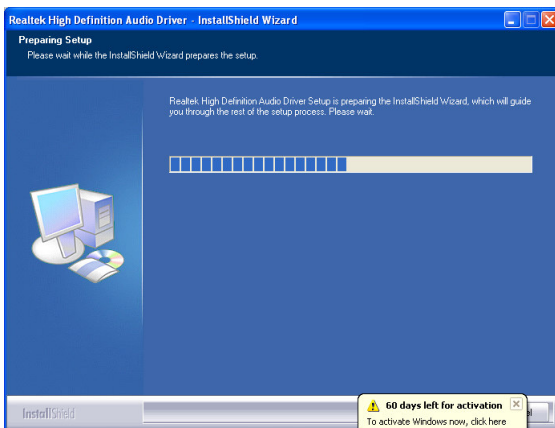 Realtek High Definition Audio Driver - InstallShield Wizard
Preparing Setup
Please wait while the InstallShield Wizard prepares the setup.
Realtek High Definition Audio Driver Setup is preparing the InstallShield Wizard, which will guide
you through the rest of the setup process. Please wait.
InstallShield
60 days left for activation
To activate Windows now, click here